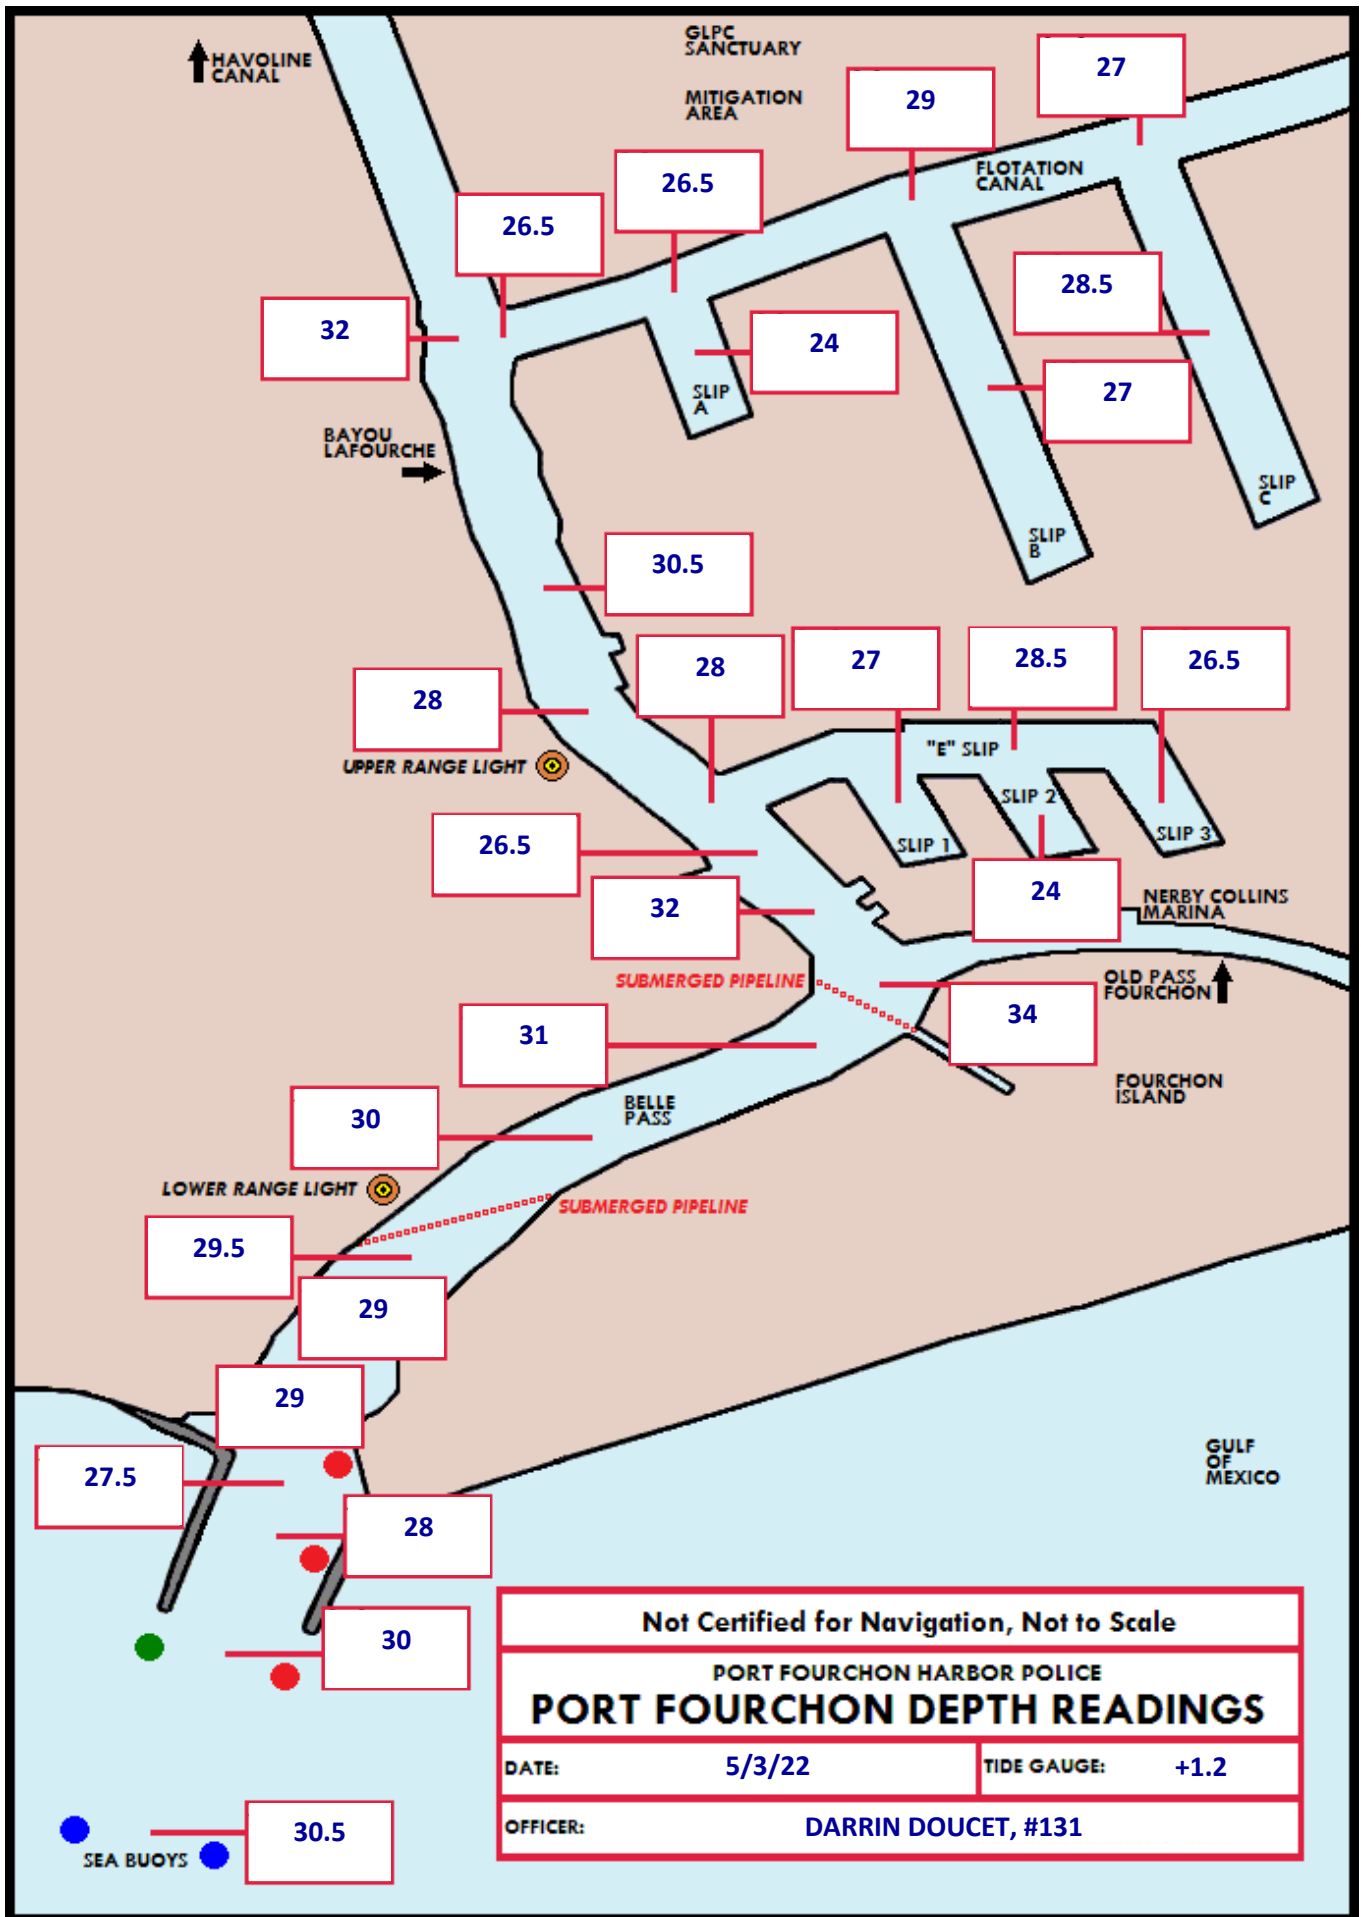 HAVOLINE
CANAL
GLPC
SANCTUARY
MITIGATION
AREA
27
29
FLOTATION
CANAL
26.5
26.5
32
28.5
24
27
SLIP
A
BAYOU
LAFOURCHE
SLIP
C
SLIP
B
30.5
28
27
28.5
26.5
28
"E" SLIP
UPPER RANGE LIGHT
SLIP 2
SLIP 1
SLIP 3
26.5
24
32
NERBY COLLINS
MARINA
SUBMERGED PIPELINE
OLD PASS
FOURCHON
34
31
FOURCHON
ISLAND
BELLE
PASS
30
LOWER RANGE LIGHT
SUBMERGED PIPELINE
29.5
29
29
GULF
OF
MEXICO
27.5
28
30
Not Certified for Navigation, Not to Scale
PORT FOURCHON HARBOR POLICE
PORT FOURCHON DEPTH READINGS
DATE: 5/3/22 TIDE GAUGE: +1.2
OFFICER: DARRIN DOUCET, #131
30.5
SEA BUOYS